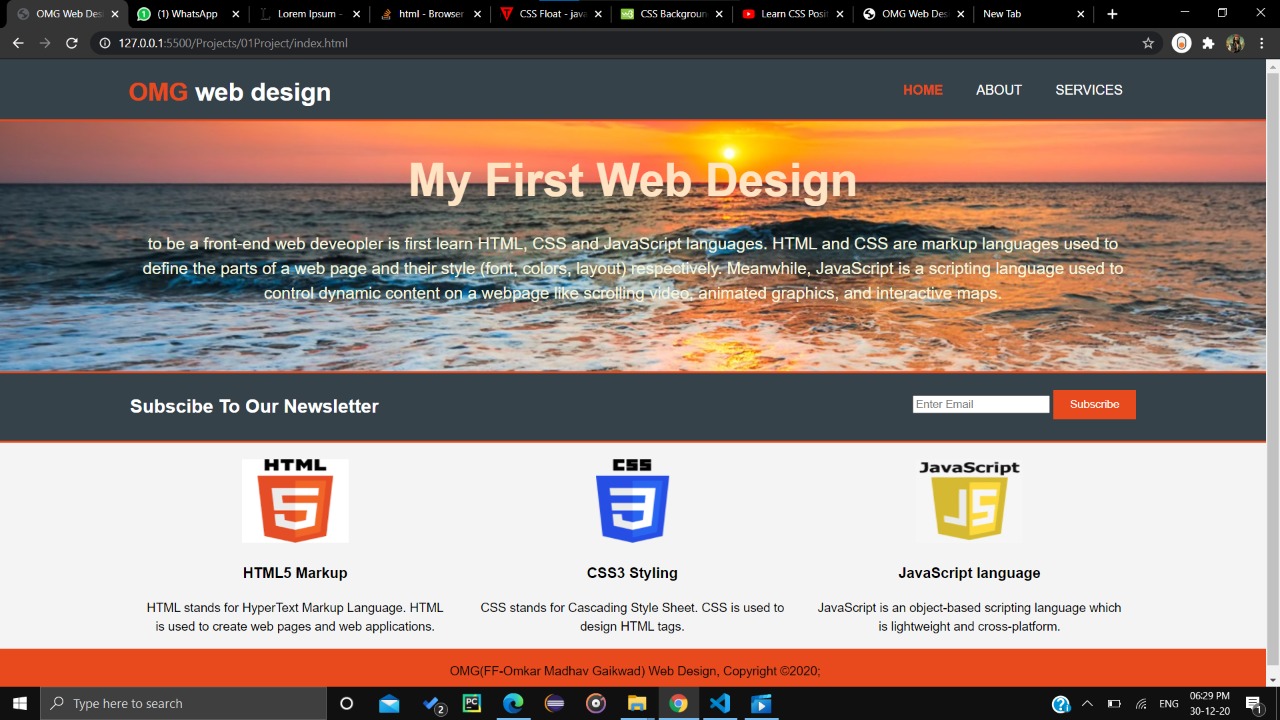 OMG Web Desi
(1) WhatsApp
Lorem Ipsum -
html - Browser
CSS Float - java
CSS Backgroun
Learn CSS Posit
OMG Web Des
New Tab
127.0.0.1:5500/Projects/01Project/index.html
OMG web design
HOME ABOUT SERVICES
My First Web Design
to be a front-end web deveopler is first learn HTML, CSS and JavaScript languages. HTML and CSS are markup languages used to
define the parts of a web page and their style (font, colors, layout) respectively. Meanwhile, JavaScript is a scripting language used to
control dynamic content on a webpage like scrolling video, animated graphics, and interactive maps.
Subscibe To Our Newsletter
Enter Email
Subscribe
HTML
5
CSS
3
JavaScript
JS
HTML5 Markup
CSS3 Styling
JavaScript language
HTML stands for HyperText Markup Language. HTML
is used to create web pages and web applications.
CSS stands for Cascading Style Sheet. CSS is used to
design HTML tags.
JavaScript is an object-based scripting language which
is lightweight and cross-platform.
OMG(FF-Omkar Madhav Gaikwad) Web Design, Copyright ©2020;
Type here to search
2
PC
ENG
06:29 PM
30-12-20
1